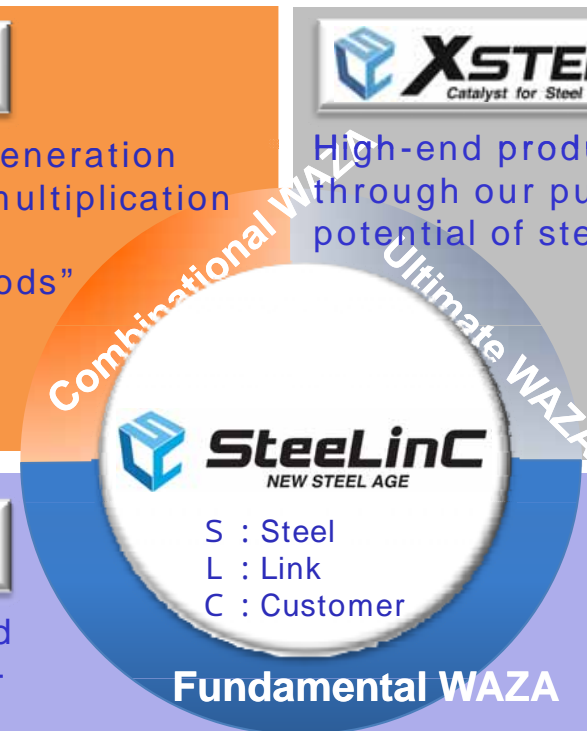 XSTE
Catalyst for Steel
eneration
multiplication
ods”
High-end produ
through our pu
potential of ste
Combinational WAZA
Ultimate WAZA
SteeLinC
NEW STEEL AGE
S : Steel
L : Link
C : Customer
d
Fundamental WAZA